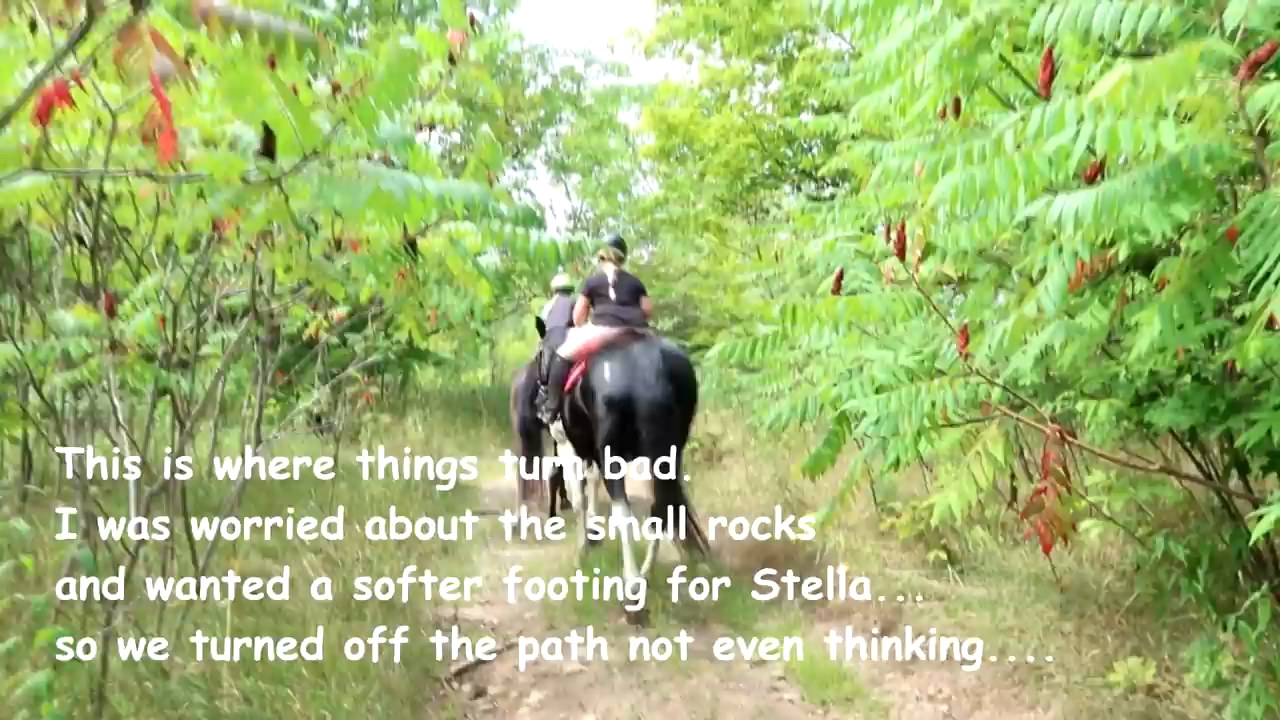 This is where things turn bad.
I was worried about the small rocks
and wanted a softer footing for Stella...
so we turned off the path not even thinking....